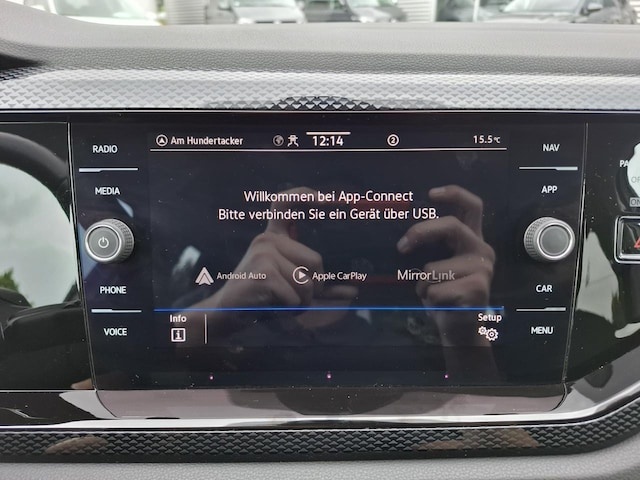 Am Hundertacker 12:14 2 15.5°C
RADIO
MEDIA
PHONE
VOICE
Willkommen bei App-Connect
Bitte verbinden Sie ein Gerät über USB.
Android Auto Apple CarPlay MirrorLink
Info Setup
i
NAV
APP
CAR
MENU